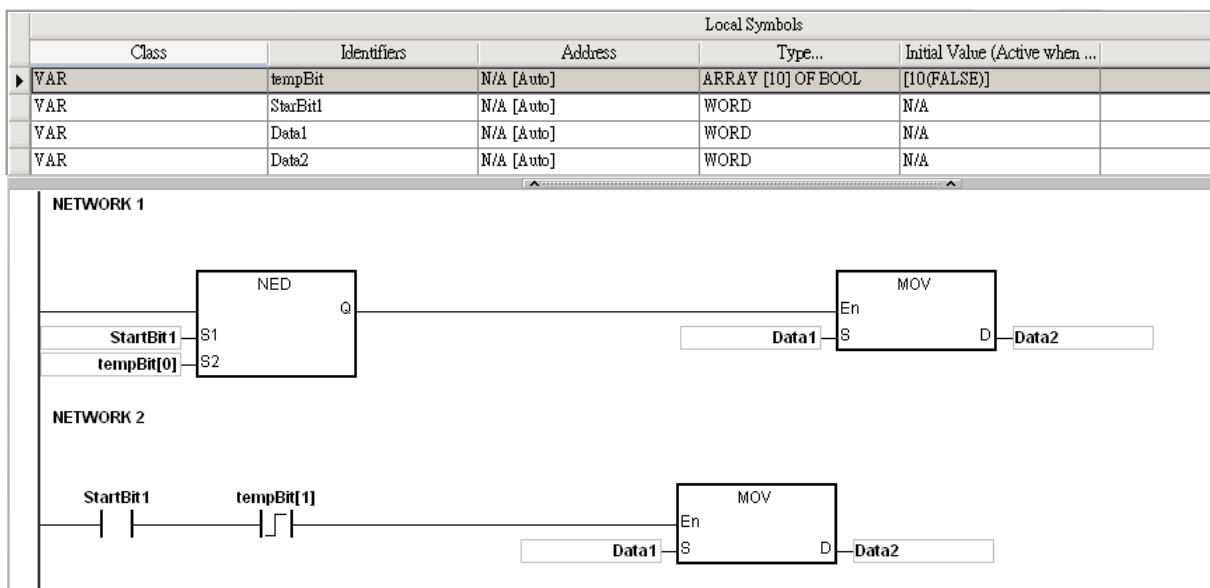 Local Symbols
Class Identifiers Address Type... Initial Value (Active when ...
VAR tempBit N/A [Auto] ARRAY [10] OF BOOL [10(FALSE)]
VAR StarBit1 N/A [Auto] WORD N/A
VAR Data1 N/A [Auto] WORD N/A
VAR Data2 N/A [Auto] WORD N/A
NETWORK 1
NED MOV
Q En
StartBit1 S1 Data1 S D Data2
tempBit[0] S2
NETWORK 2
StartBit1 tempBit[1] MOV
En
Data1 S D Data2